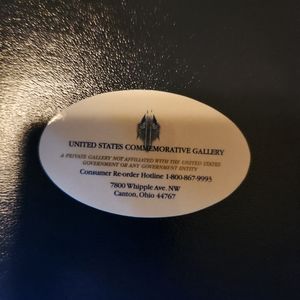 UNITED STATES COMMEMORATIVE GALLERY
A PRIVATE GALLERY NOT AFFILIATED WITH THE UNITED STATES
GOVERNMENT OR ANY GOVERNMENT ENTITY
Consumer Re-order Hotline 1-800-867-9993
7800 Whipple Ave. NW
Canton, Ohio 44767